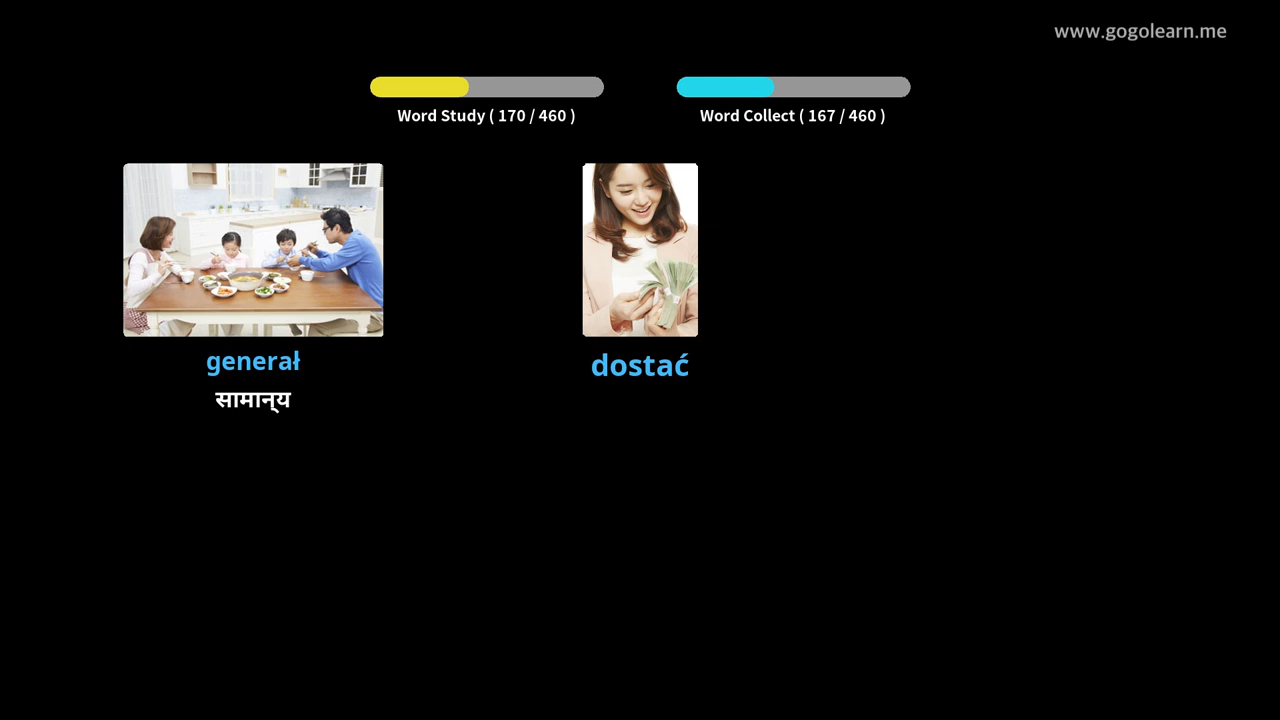 www.gogolearn.me
Word Study ( 170 / 460 )
Word Collect ( 167 / 460 )
generał
सामान्य
dostać